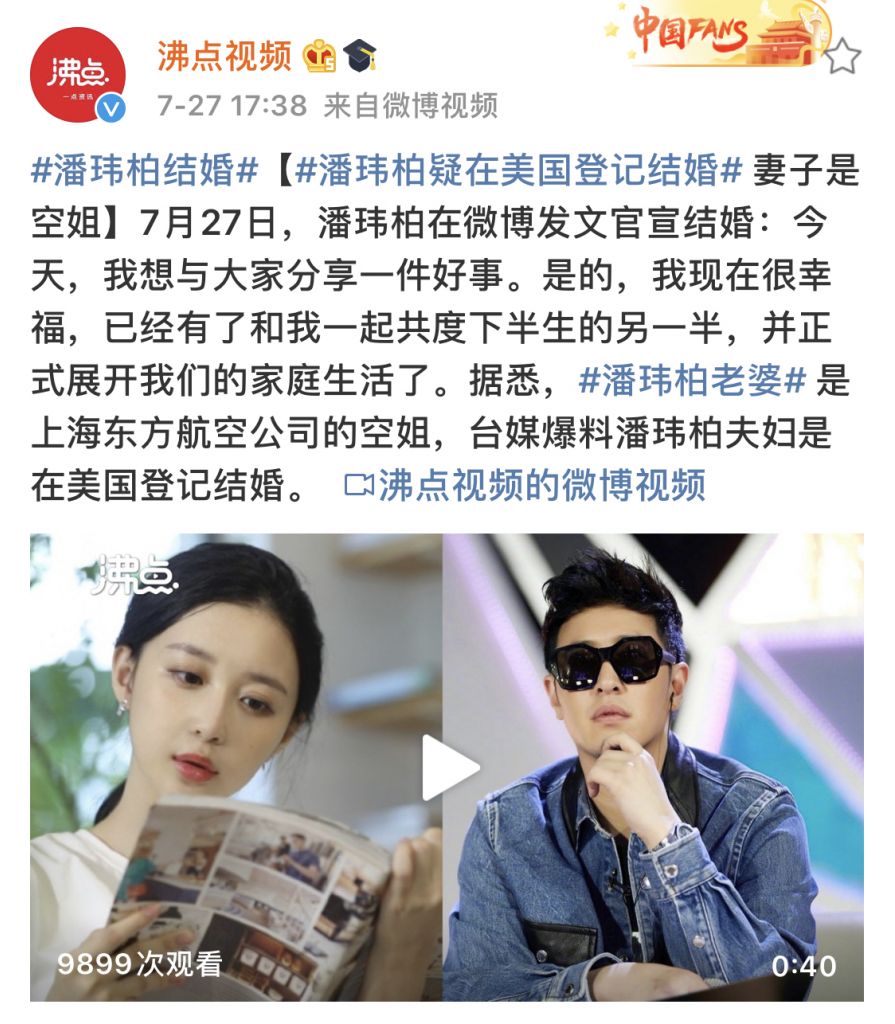 中国FANS
沸点
一点资讯
沸点视频
7-27 17:38 来自微博视频
#潘玮柏结婚#【#潘玮柏疑在美国登记结婚# 妻子是
空姐】7月27日，潘玮柏在微博发文官宣结婚：今
天，我想与大家分享一件好事。是的，我现在很幸
福，已经有了和我一起共度下半生的另一半，并正
式展开我们的家庭生活了。据悉，#潘玮柏老婆# 是
上海东方航空公司的空姐，台媒爆料潘玮柏夫妇是
在美国登记结婚。 沸点视频的微博视频
沸点
9899次观看
0:40